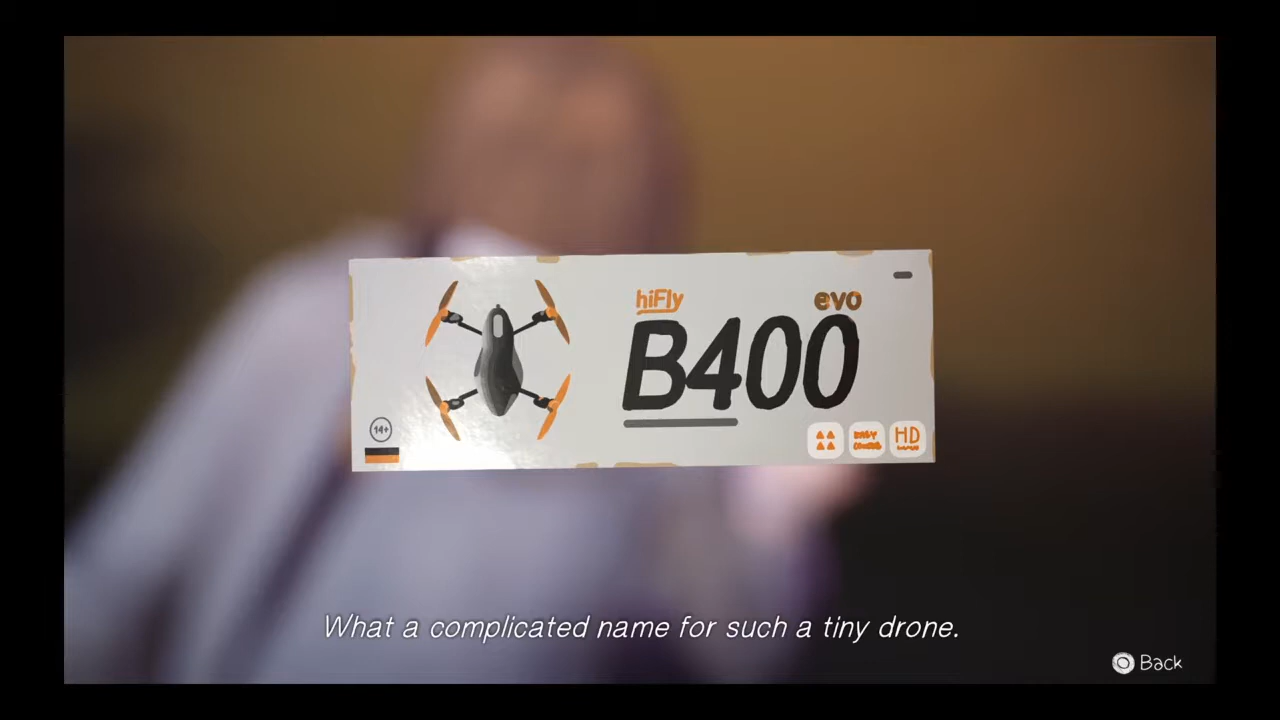 hiFly
evo
B400
14+
HD
What a complicated name for such a tiny drone.
Back